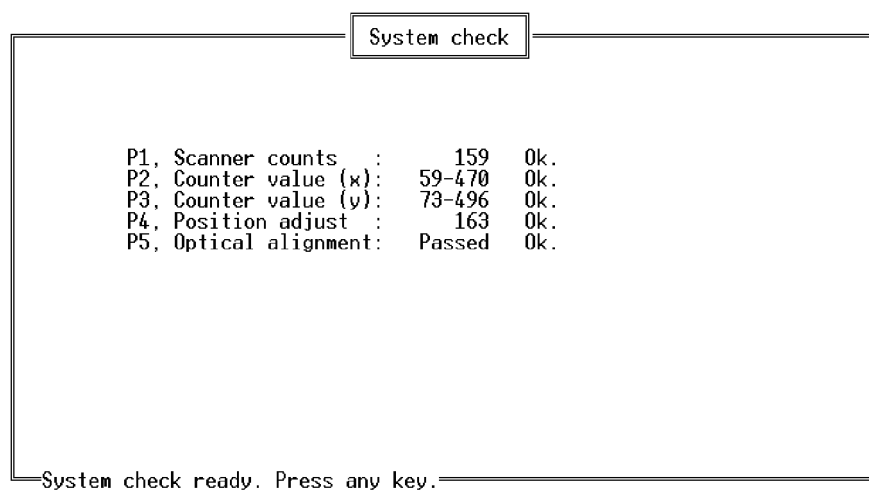 System check
P1, Scanner counts : 159 Ok.
P2, Counter value (x): 59-470 Ok.
P3, Counter value (y): 73-496 Ok.
P4, Position adjust : 163 Ok.
P5, Optical alignment: Passed Ok.
System check ready. Press any key.